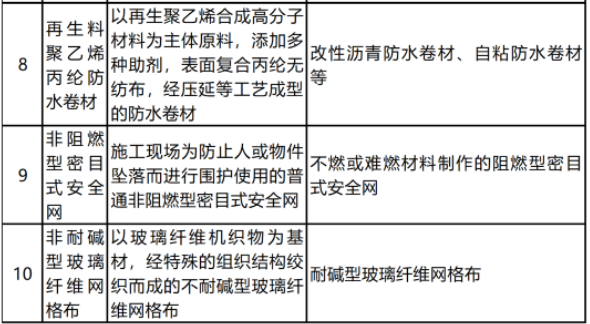 8
再生料
聚乙烯
丙纶防
水卷材
以再生聚乙烯合成高分子
材料为主体原料，添加多
种助剂，表面复合丙纶无
纺布，经压延等工艺成型
的防水卷材
改性沥青防水卷材、自粘防水卷材
等
9
非阻燃
型密目
式安全
网
施工现场为防止人或物件
坠落而进行围护使用的普
通非阻燃型密目式安全网
不燃或难燃材料制作的阻燃型密目
式安全网
10
非耐碱
型玻璃
纤维网
格布
以玻璃纤维机织物为基
材，经特殊的组织结构绞
织而成的不耐碱型玻璃纤
维网格布
耐碱型玻璃纤维网格布